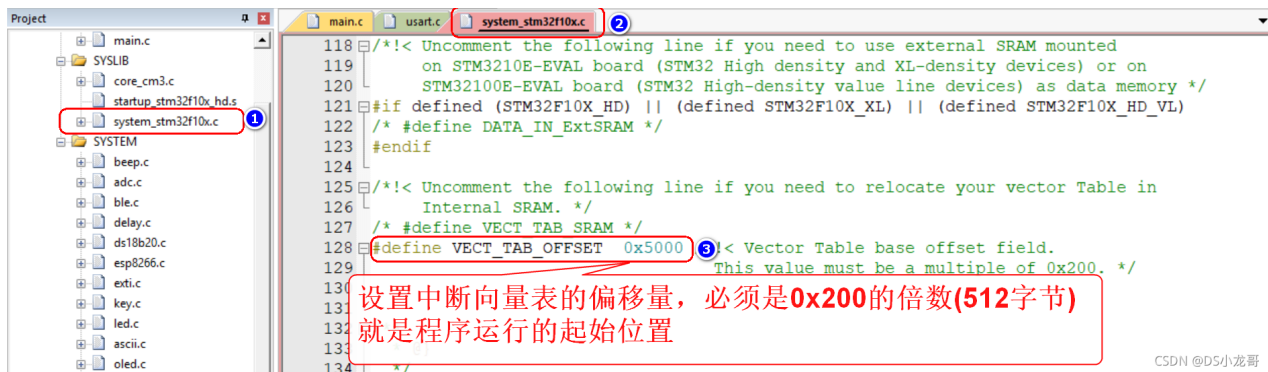 Project
main.c
SYSLIB
core_cm3.c
startup_stm32f10x_hd.s
system_stm32f10x.c
1
SYSTEM
beep.c
adc.c
ble.c
delay.c
ds18b20.c
esp8266.c
exti.c
key.c
led.c
ascii.c
oled.c
main.c usart.c system_stm32f10x.c 2
118 /*!< Uncomment the following line if you need to use external SRAM mounted
119 on STM3210E-EVAL board (STM32 High density and XL-density devices) or on
120 STM32100E-EVAL board (STM32 High-density value line devices) as data memory */
121 #if defined (STM32F10X_HD) || (defined STM32F10X_XL) || (defined STM32F10X_HD_VL)
122 /* #define DATA_IN_ExtSRAM */
123 #endif
124
125 /*!< Uncomment the following line if you need to relocate your vector Table in
126 Internal SRAM. */
127 /* #define VECT_TAB_SRAM */
128 #define VECT_TAB_OFFSET 0x5000 3 !< Vector Table base offset field.
129 This value must be a multiple of 0x200. */
130
131
132
133
134 */
设置中断向量表的偏移量，必须是0x200的倍数(512字节)
就是程序运行的起始位置
CSDN @DS小龙哥